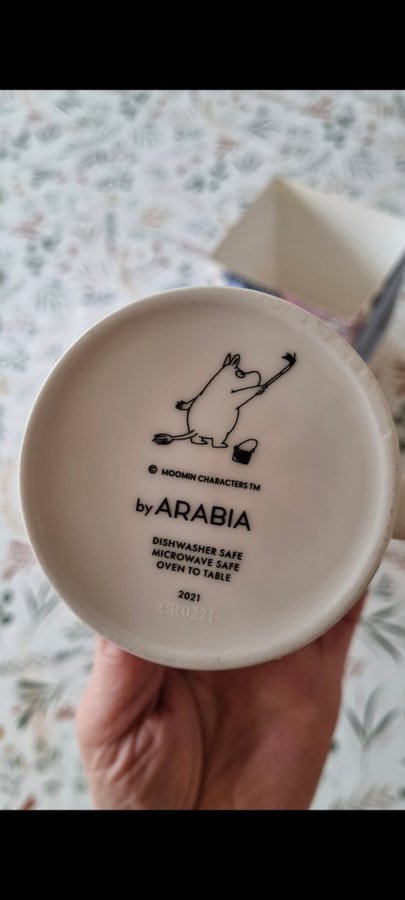 © MOOMIN CHARACTERS TM
by ARABIA
DISHWASHER SAFE
MICROWAVE SAFE
OVEN TO TABLE
2021
CR0221